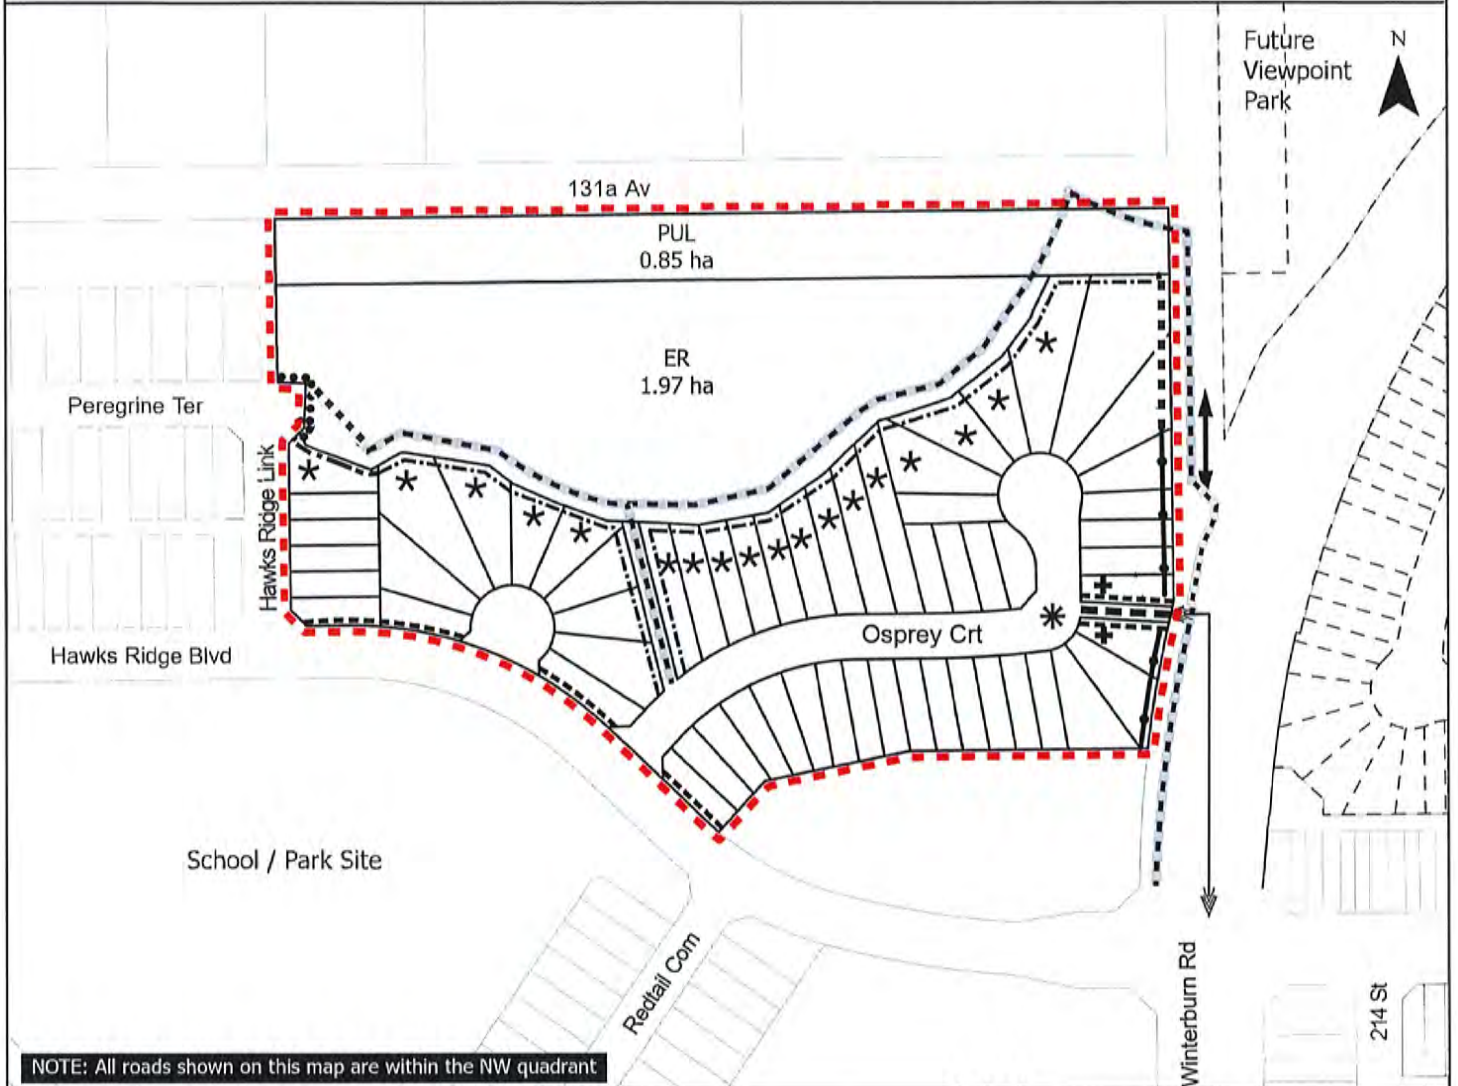 Future
Viewpoint
Park
N
131a Av
PUL
0.85 ha
ER
1.97 ha
Peregrine Ter
Hawks Ridge Link
Hawks Ridge Blvd
Osprey Crt
School / Park Site
Redtail Com
Winterburn Rd
214 St
NOTE: All roads shown on this map are within the NW quadrant